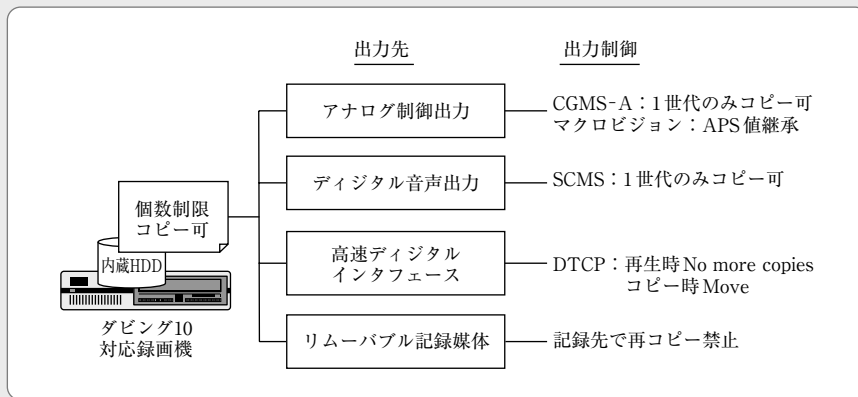 出力先
出力制御
アナログ制御出力
CGMS-A：1世代のみコピー可
マクロビジョン：APS値継承
ディジタル音声出力
SCMS：1世代のみコピー可
個数制限
コピー可
内蔵HDD
高速ディジタル
インタフェース
DTCP：再生時No more copies
コピー時Move
ダビング10
対応録画機
リムーバブル記録媒体
記録先で再コピー禁止